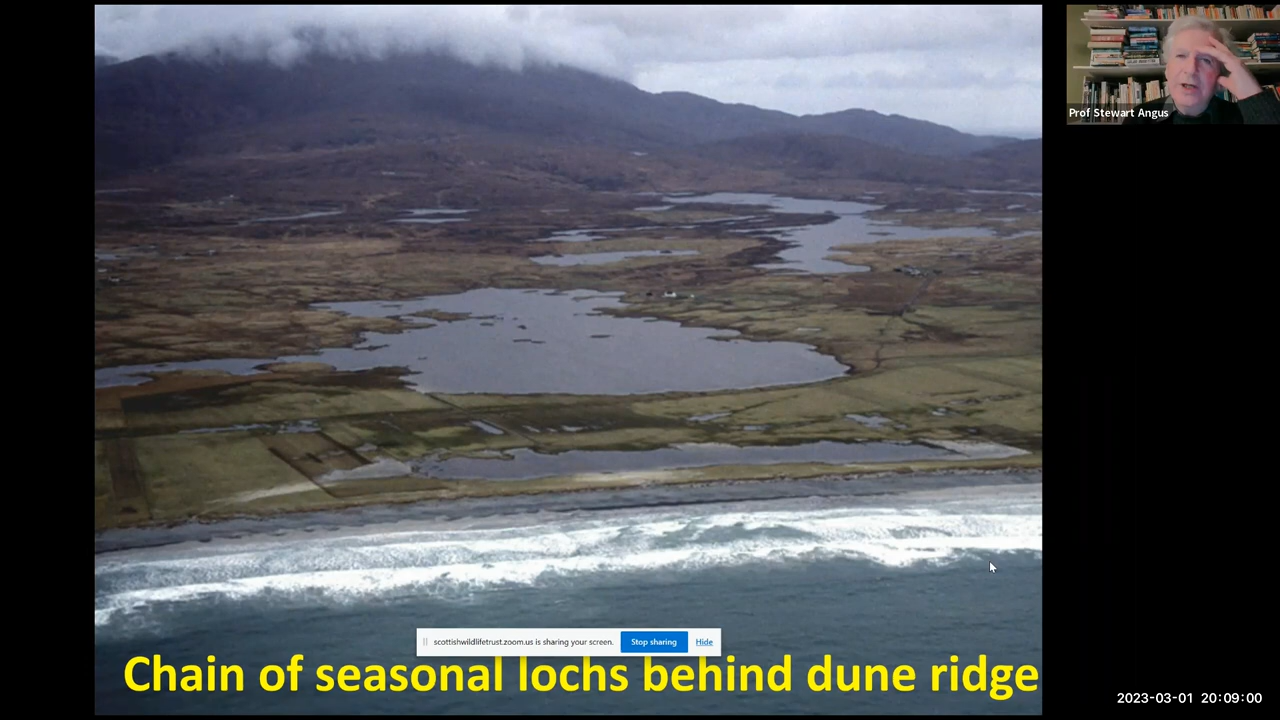 Prof Stewart Angus
scottishwildlifetrust.zoom.us is sharing your screen. Stop sharing Hide
Chain of seasonal lochs behind dune ridge
2023-03-01 20:09:00